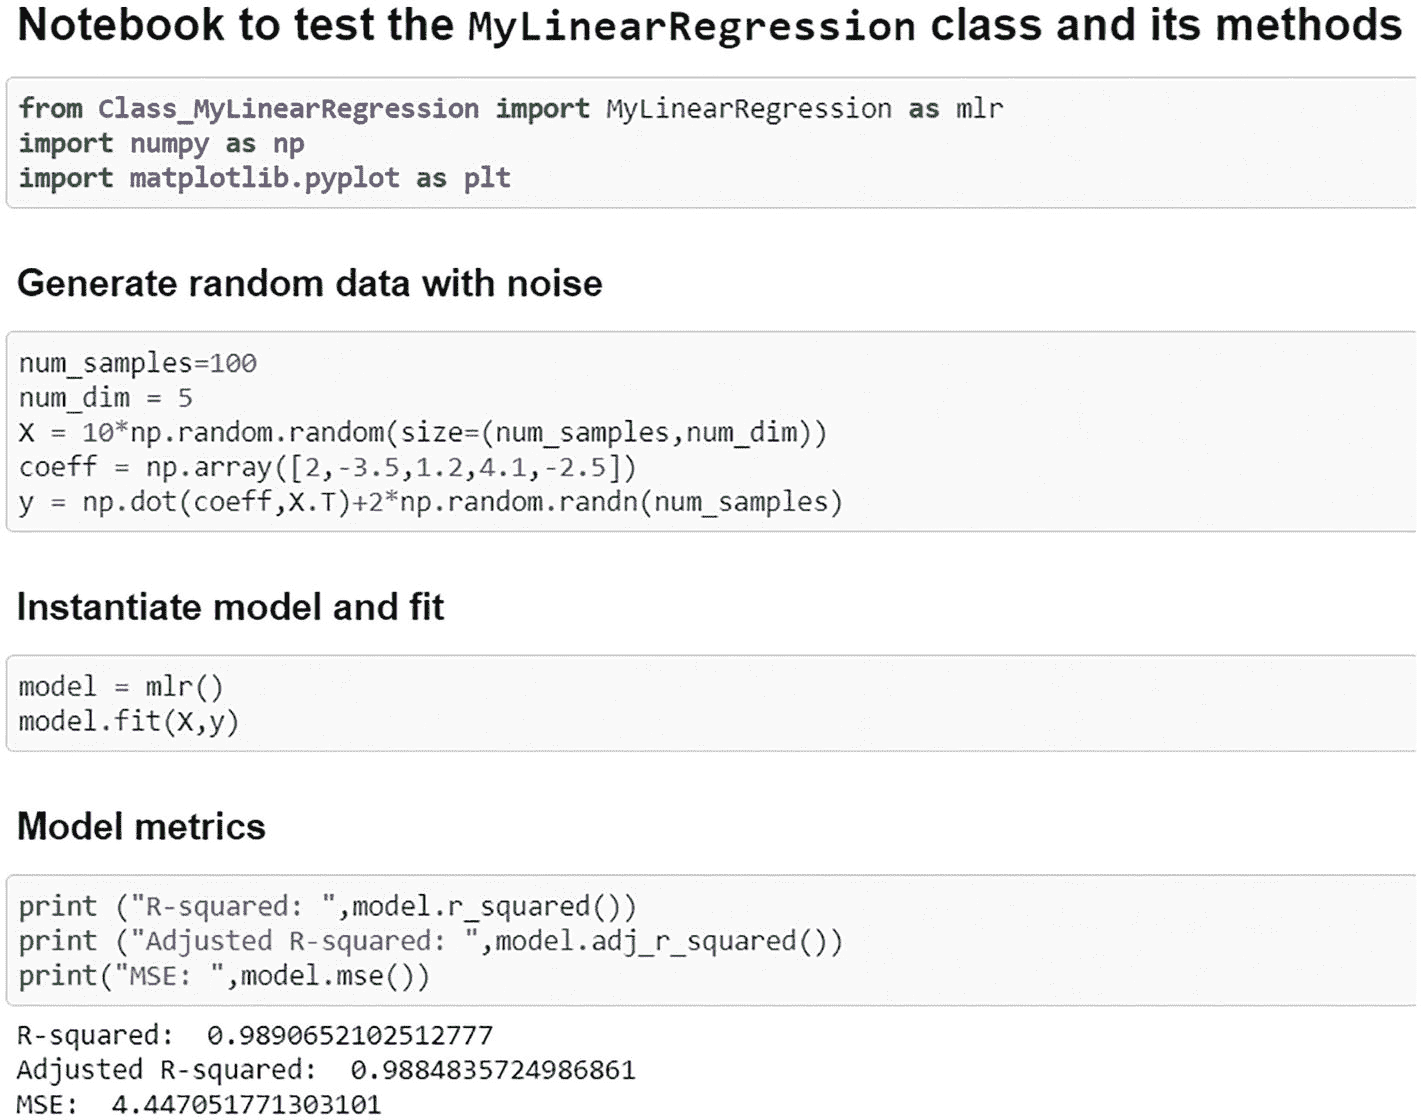 Notebook to test the MyLinearRegression class and its methods
from Class_MyLinearRegression import MyLinearRegression as mlr
import numpy as np
import matplotlib.pyplot as plt
Generate random data with noise
num_samples=100
num_dim = 5
X = 10*np.random.random(size=(num_samples,num_dim))
coeff = np.array([2,-3.5,1.2,4.1,-2.5])
y = np.dot(coeff,X.T)+2*np.random.randn(num_samples)
Instantiate model and fit
model = mlr()
model.fit(X,y)
Model metrics
print ("R-squared: ",model.r_squared())
print ("Adjusted R-squared: ",model.adj_r_squared())
print("MSE: ",model.mse())
R-squared:  0.9890652102512777
Adjusted R-squared:  0.9884835724986861
MSE:  4.447051771303101